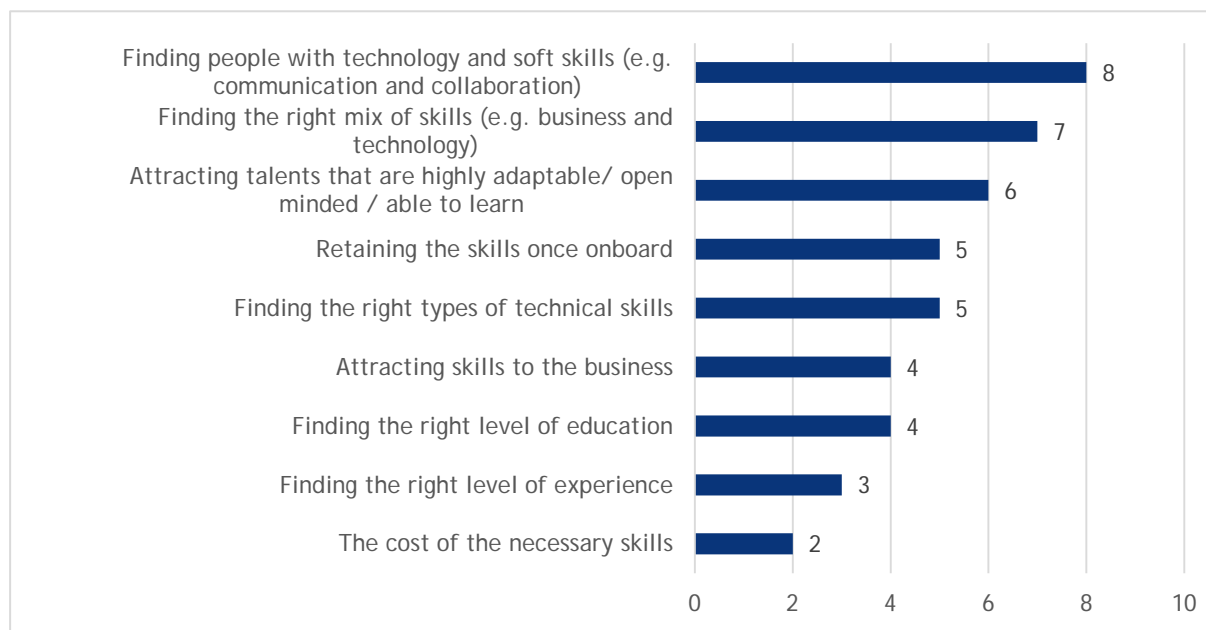 Finding people with technology and soft skills (e.g.
communication and collaboration)
8
Finding the right mix of skills (e.g. business and
technology)
7
Attracting talents that are highly adaptable/ open
minded / able to learn
6
Retaining the skills once onboard
5
Finding the right types of technical skills
5
Attracting skills to the business
4
Finding the right level of education
4
Finding the right level of experience
3
The cost of the necessary skills
2
0 2 4 6 8 10